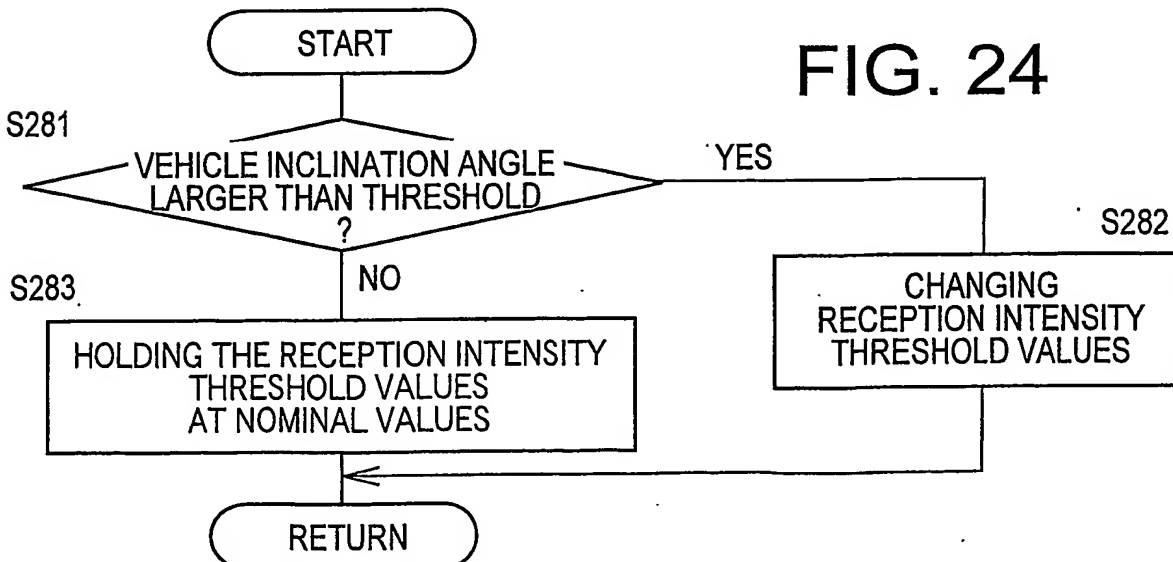 START
FIG. 24
S281
VEHICLE INCLINATION ANGLE
LARGER THAN THRESHOLD
?
YES
S282
NO
S283
CHANGING
RECEPTION INTENSITY
THRESHOLD VALUES
HOLDING THE RECEPTION INTENSITY
THRESHOLD VALUES
AT NOMINAL VALUES
RETURN